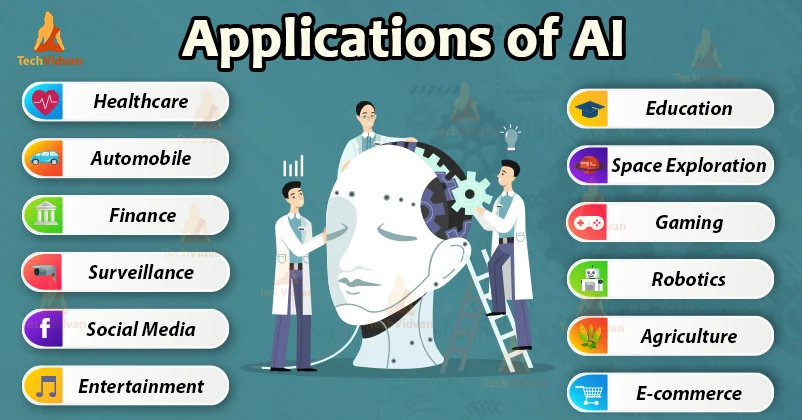 Applications of AI
TechVidvan
Healthcare
Automobile
Finance
Surveillance
Social Media
Entertainment
Education
Space Exploration
Gaming
Robotics
Agriculture
E-commerce